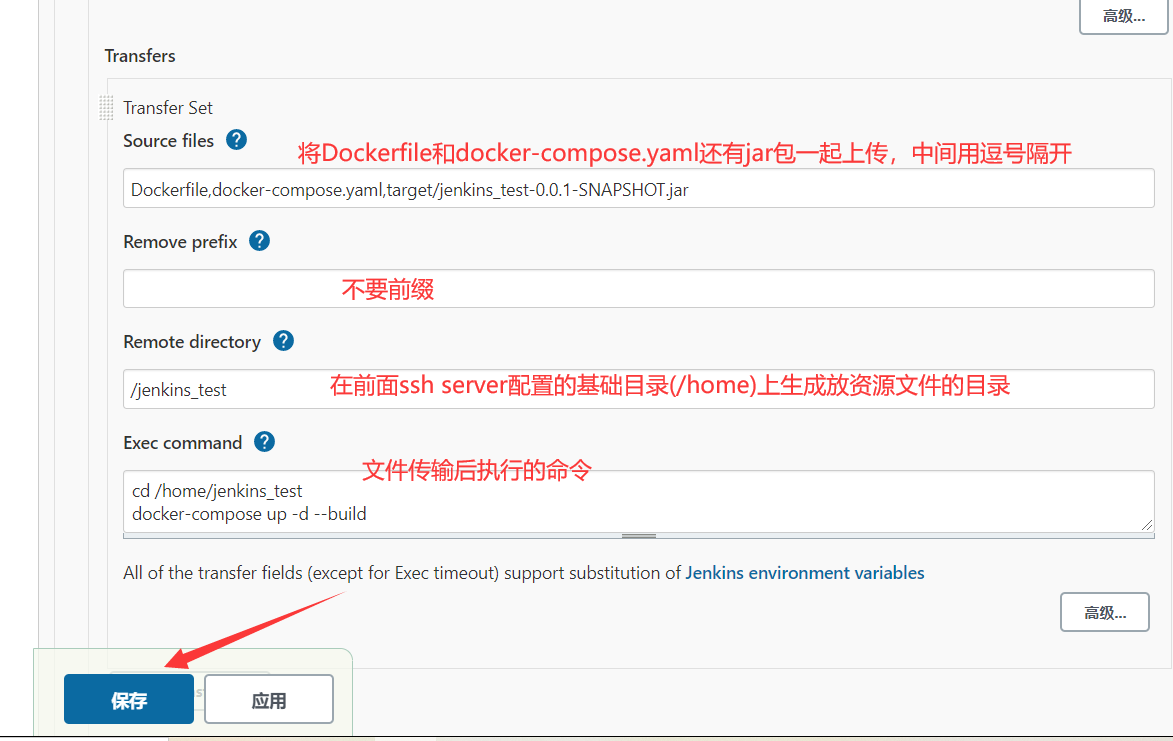 高级...
Transfers
Transfer Set
Source files ?
将Dockerfile和docker-compose.yaml还有jar包一起上传，中间用逗号隔开
Dockerfile,docker-compose.yaml,target/jenkins_test-0.0.1-SNAPSHOT.jar
Remove prefix ?
不要前缀
Remote directory ?
/jenkins_test
在前面ssh server配置的基础目录(/home)上生成放资源文件的目录
Exec command ?
文件传输后执行的命令
cd /home/jenkins_test
docker-compose up -d --build
All of the transfer fields (except for Exec timeout) support substitution of Jenkins environment variables
高级...
保存
应用